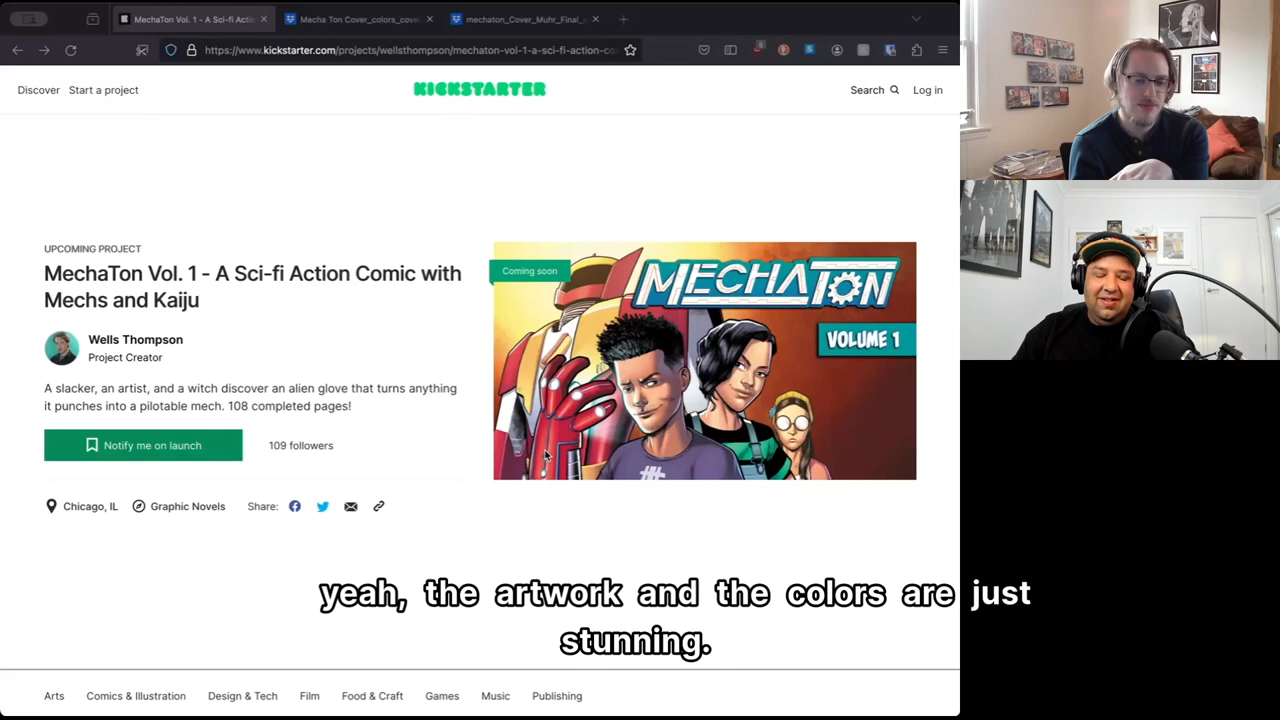 MechaTon Vol. 1 - A Sci-fi Actio
Mecha Ton Cover_colors_cova
mechaton_Cover_Muhr_Final_
https://www.kickstarter.com/projects/wellsthompson/mechaton-vol-1-a-sci-fi-action-co
Discover Start a project
KICKSTARTER
Search
Log in
UPCOMING PROJECT
MechaTon Vol. 1 - A Sci-fi Action Comic with
Mechs and Kaiju
Wells Thompson
Project Creator
A slacker, an artist, and a witch discover an alien glove that turns anything
it punches into a pilotable mech. 108 completed pages!
Notify me on launch
109 followers
Coming soon
MECHATON
VOLUME 1
Chicago, IL Graphic Novels Share:
yeah, the artwork and the colors are just
stunning.
Arts Comics & Illustration Design & Tech Film Food & Craft Games Music Publishing